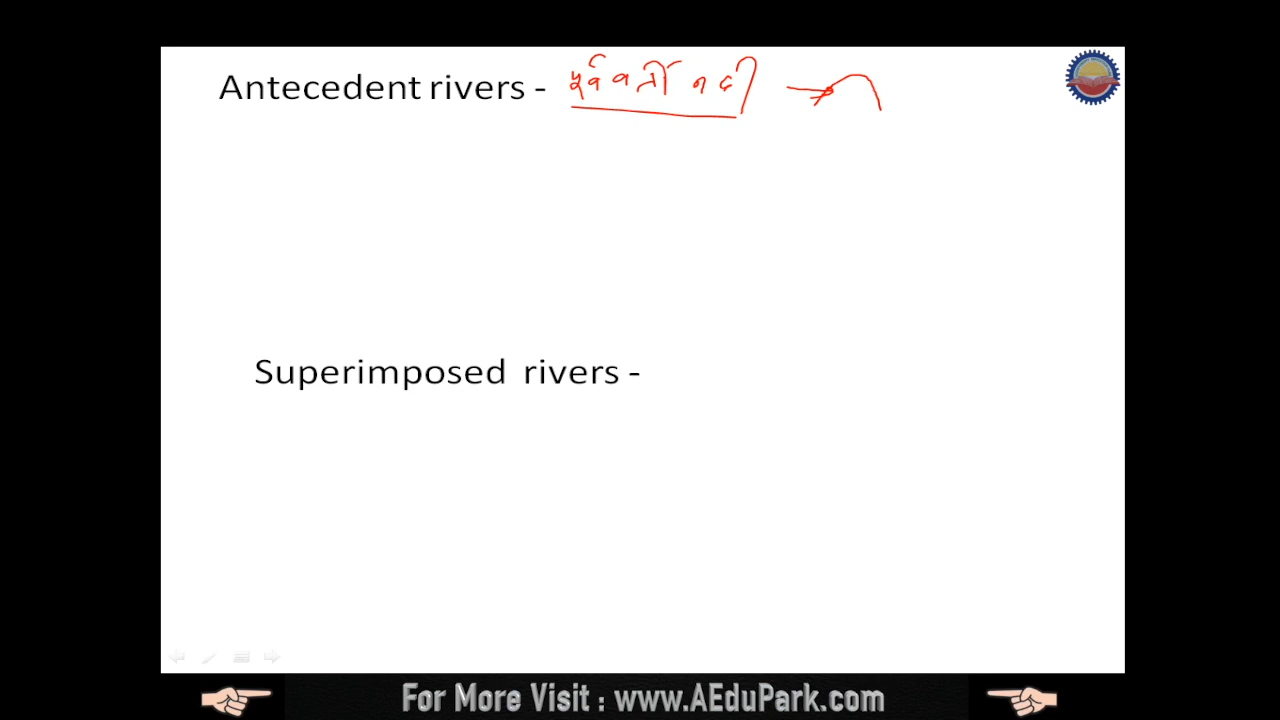 Antecedent rivers - पूर्ववर्ती नदी
Superimposed rivers -
For More Visit : www.AEduPark.com